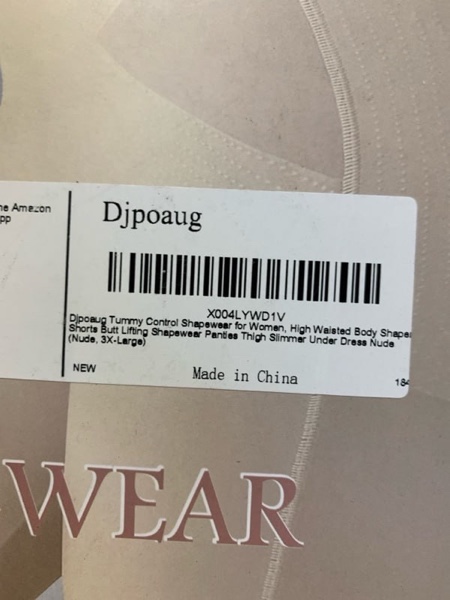 he Amazon
pp
Djpoaug
X004LYWD1V
Djpoaug Tummy Control Shapewear for Women, High Waisted Body Shaper
Shorts Butt Lifting Shapewear Panties Thigh Slimmer Under Dress Nude
(Nude, 3X-Large)
NEW
Made in China
184
WEAR